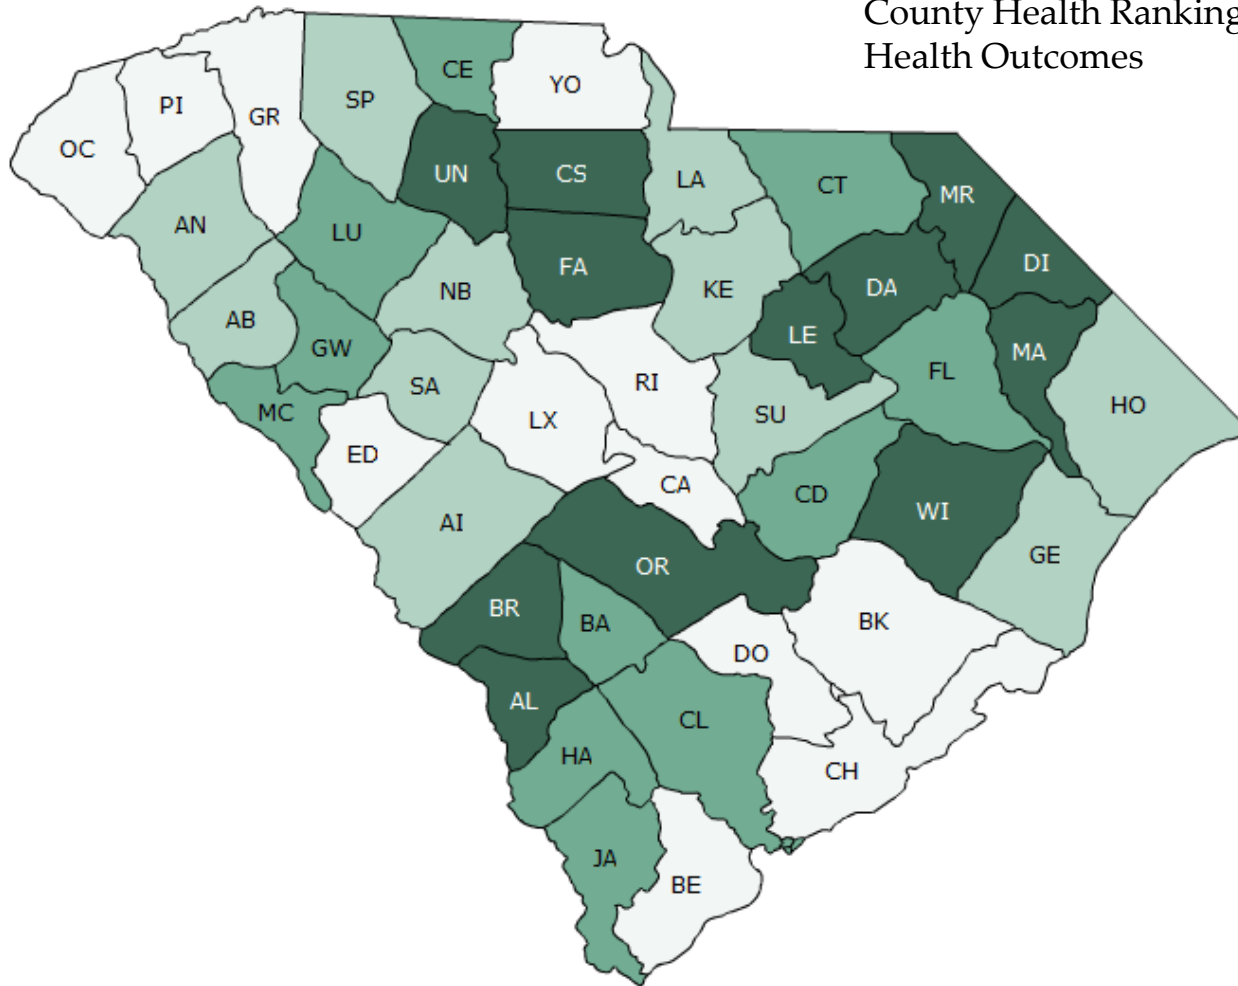 County Health Ranking
Health Outcomes
CE
YO
SP
PI
GR
OC
UN
CS
LA
CT
MR
AN
LU
FA
DI
NB
KE
DA
AB
GW
LE
MA
SA
RI
FL
MC
LX
SU
HO
ED
CA
CD
AI
WI
OR
GE
BR
BA
BK
DO
AL
CL
HA
CH
JA
BE